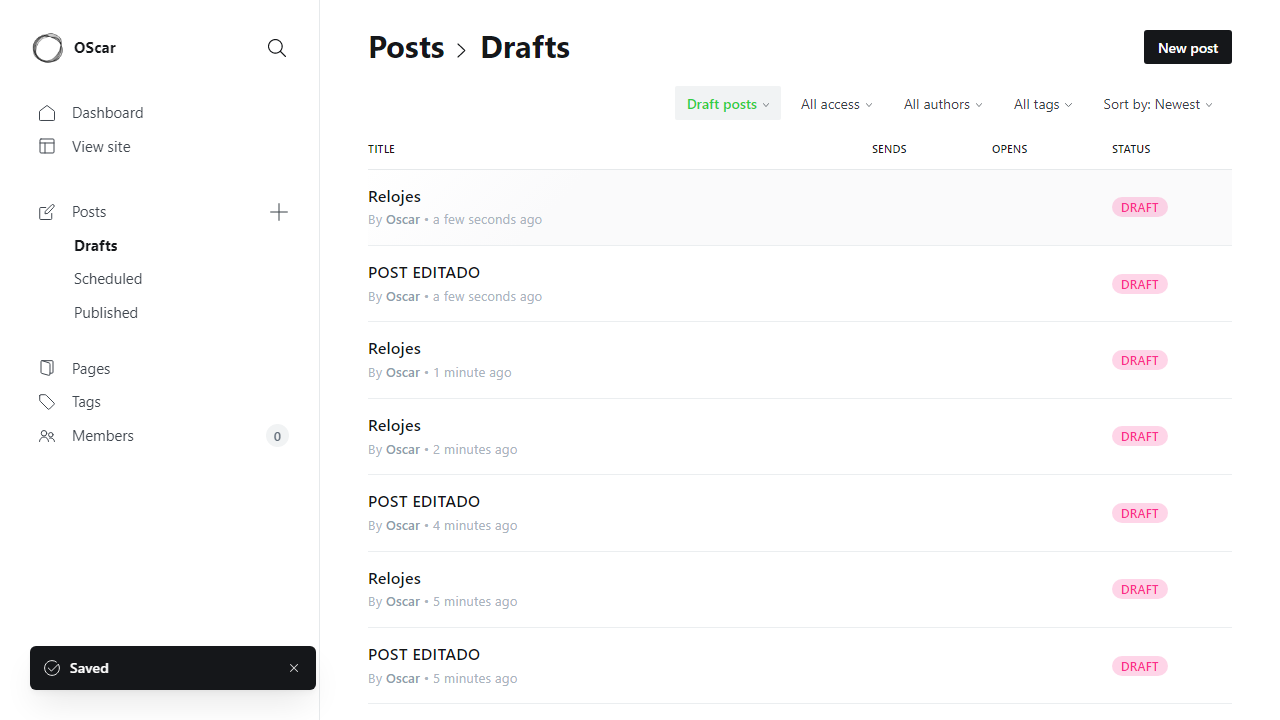 OScar
Dashboard
View site
Posts
Drafts
Scheduled
Published
Pages
Tags
Members 0
Saved
Posts Drafts
New post
Draft posts All access All authors All tags Sort by: Newest
TITLE SENDS OPENS STATUS
Relojes
By Oscar • a few seconds ago
DRAFT
POST EDITADO
By Oscar • a few seconds ago
DRAFT
Relojes
By Oscar • 1 minute ago
DRAFT
Relojes
By Oscar • 2 minutes ago
DRAFT
POST EDITADO
By Oscar • 4 minutes ago
DRAFT
Relojes
By Oscar • 5 minutes ago
DRAFT
POST EDITADO
By Oscar • 5 minutes ago
DRAFT